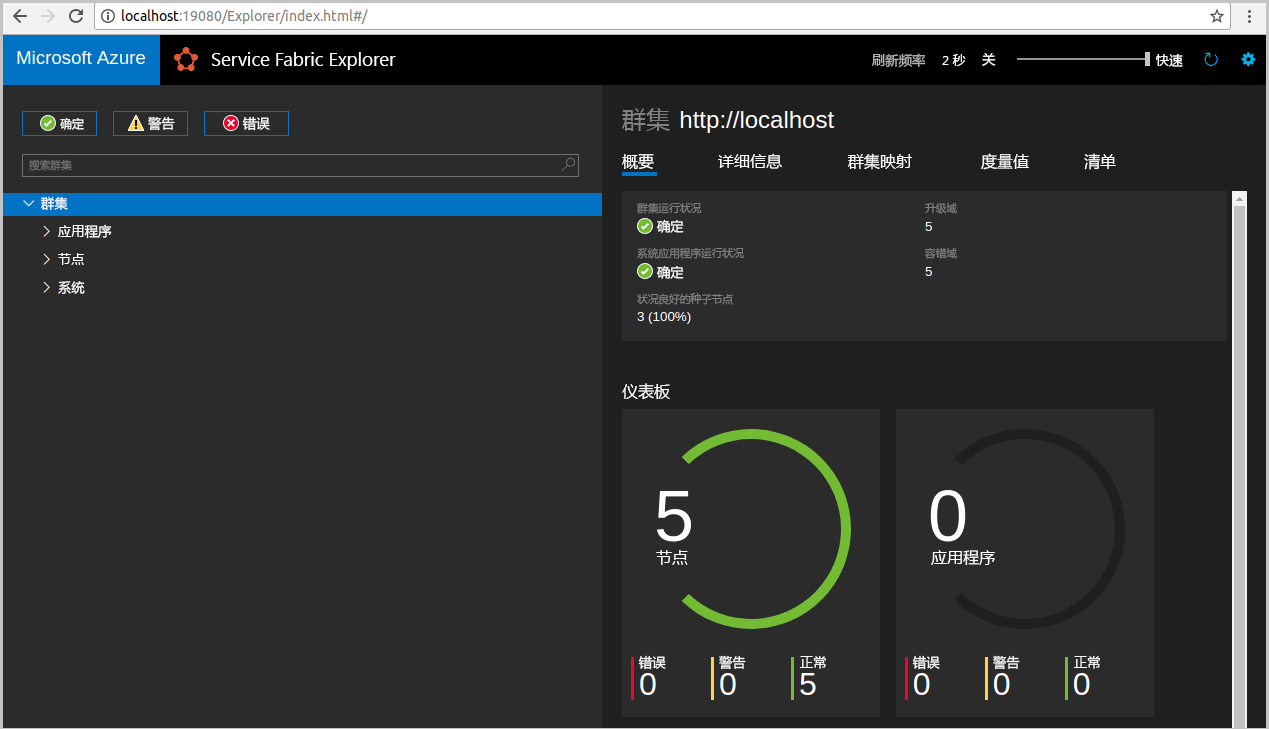 localhost:19080/Explorer/index.html#/
Microsoft Azure
Service Fabric Explorer
刷新频率 2 秒 关 快速
确定 警告 错误
搜索群集
群集
应用程序
节点
系统
群集 http://localhost
概要 详细信息 群集映射 度量值 清单
群集运行状况 升级域
确定 5
系统应用程序运行状况 容错域
确定 5
状况良好的种子节点
3 (100%)
仪表板
5
节点
错误 警告 正常
0 0 5
0
应用程序
错误 警告 正常
0 0 0